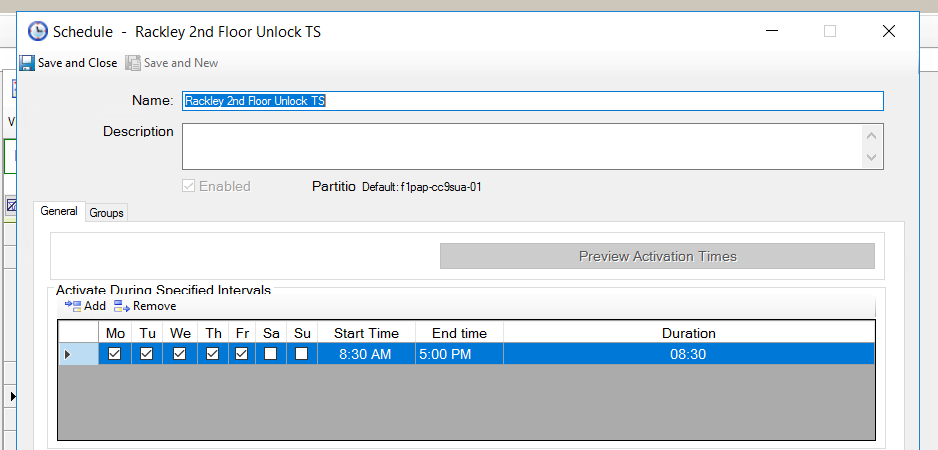 Schedule - Rackley 2nd Floor Unlock TS
Save and Close Save and New
Name: Rackley 2nd Floor Unlock TS
Description
Enabled Partitio Default: f1pap-cc9sua-01
General Groups
Preview Activation Times
Activate During Specified Intervals
Add Remove
Mo Tu We Th Fr Sa Su Start Time End time Duration
8:30 AM 5:00 PM 08:30